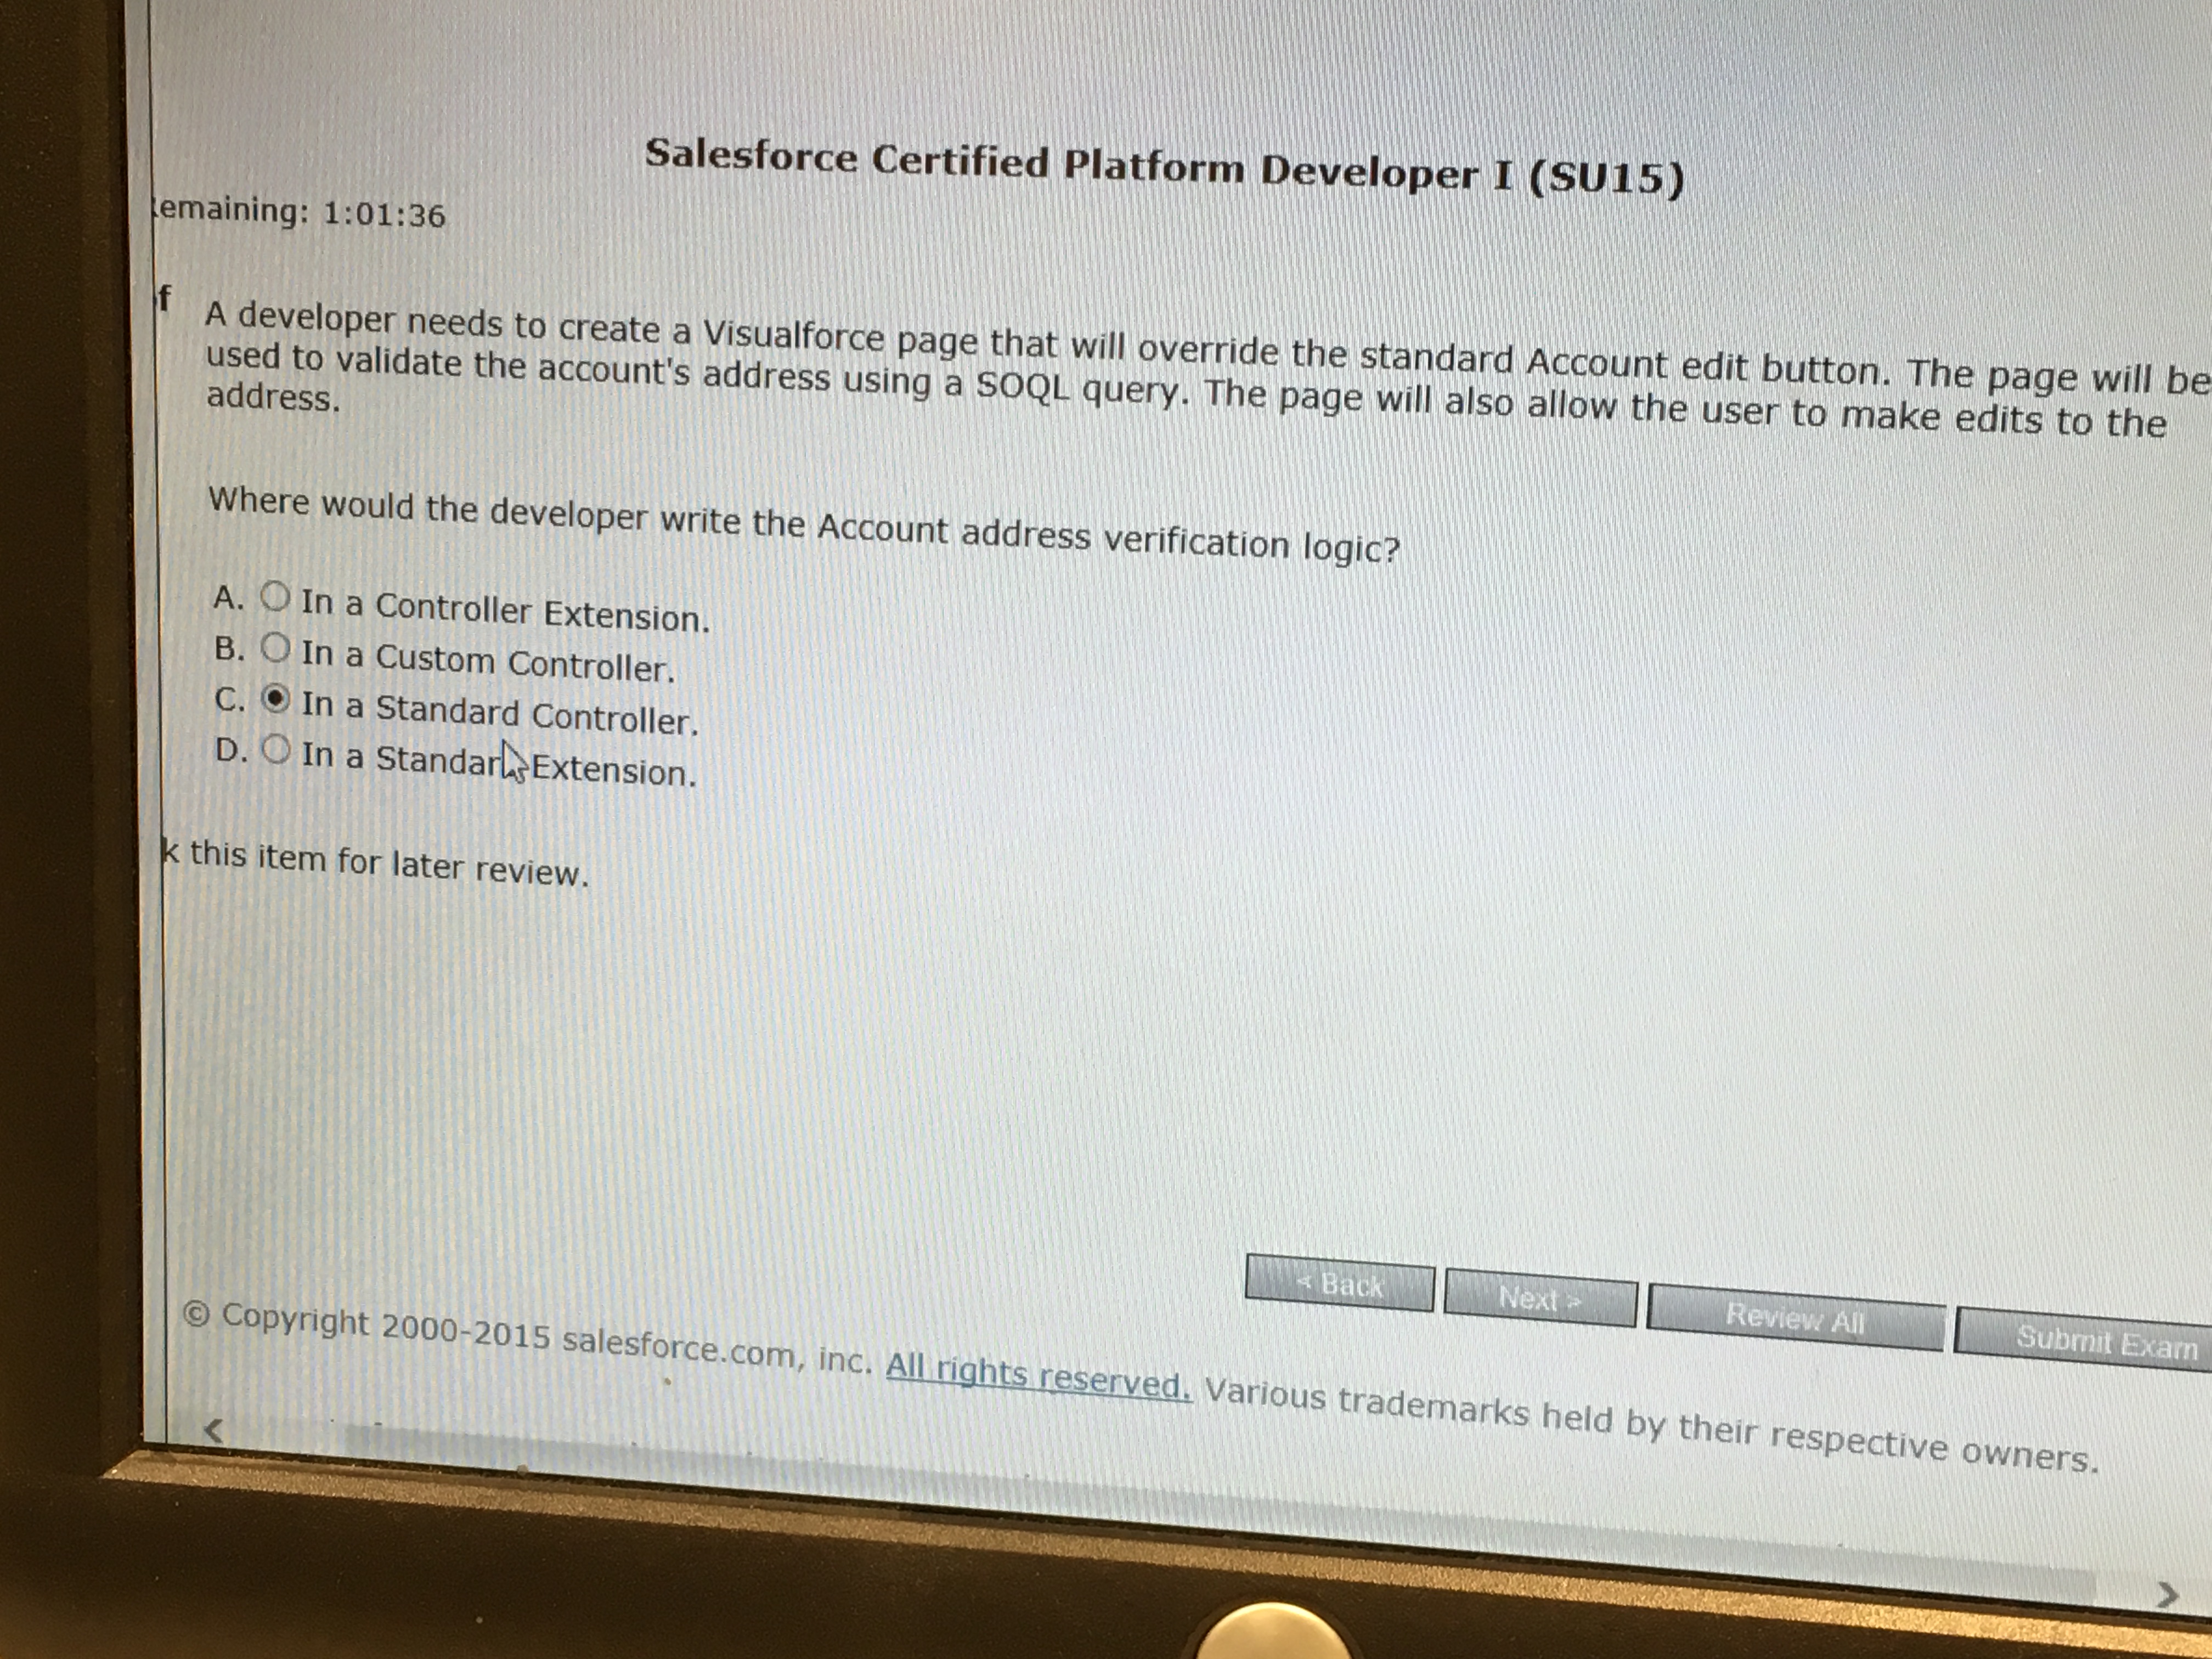 Salesforce Certified Platform Developer I (SU15)
emaining: 1:01:36
f
A developer needs to create a Visualforce page that will override the standard Account edit button. The page will be
used to validate the account's address using a SOQL query. The page will also allow the user to make edits to the
address.
Where would the developer write the Account address verification logic?
A. In a Controller Extension.
B. In a Custom Controller.
C. In a Standard Controller.
D. In a Standard Extension.
k this item for later review.
< Back Next > Review All Submit Exam
© Copyright 2000-2015 salesforce.com, inc. All rights reserved. Various trademarks held by their respective owners.